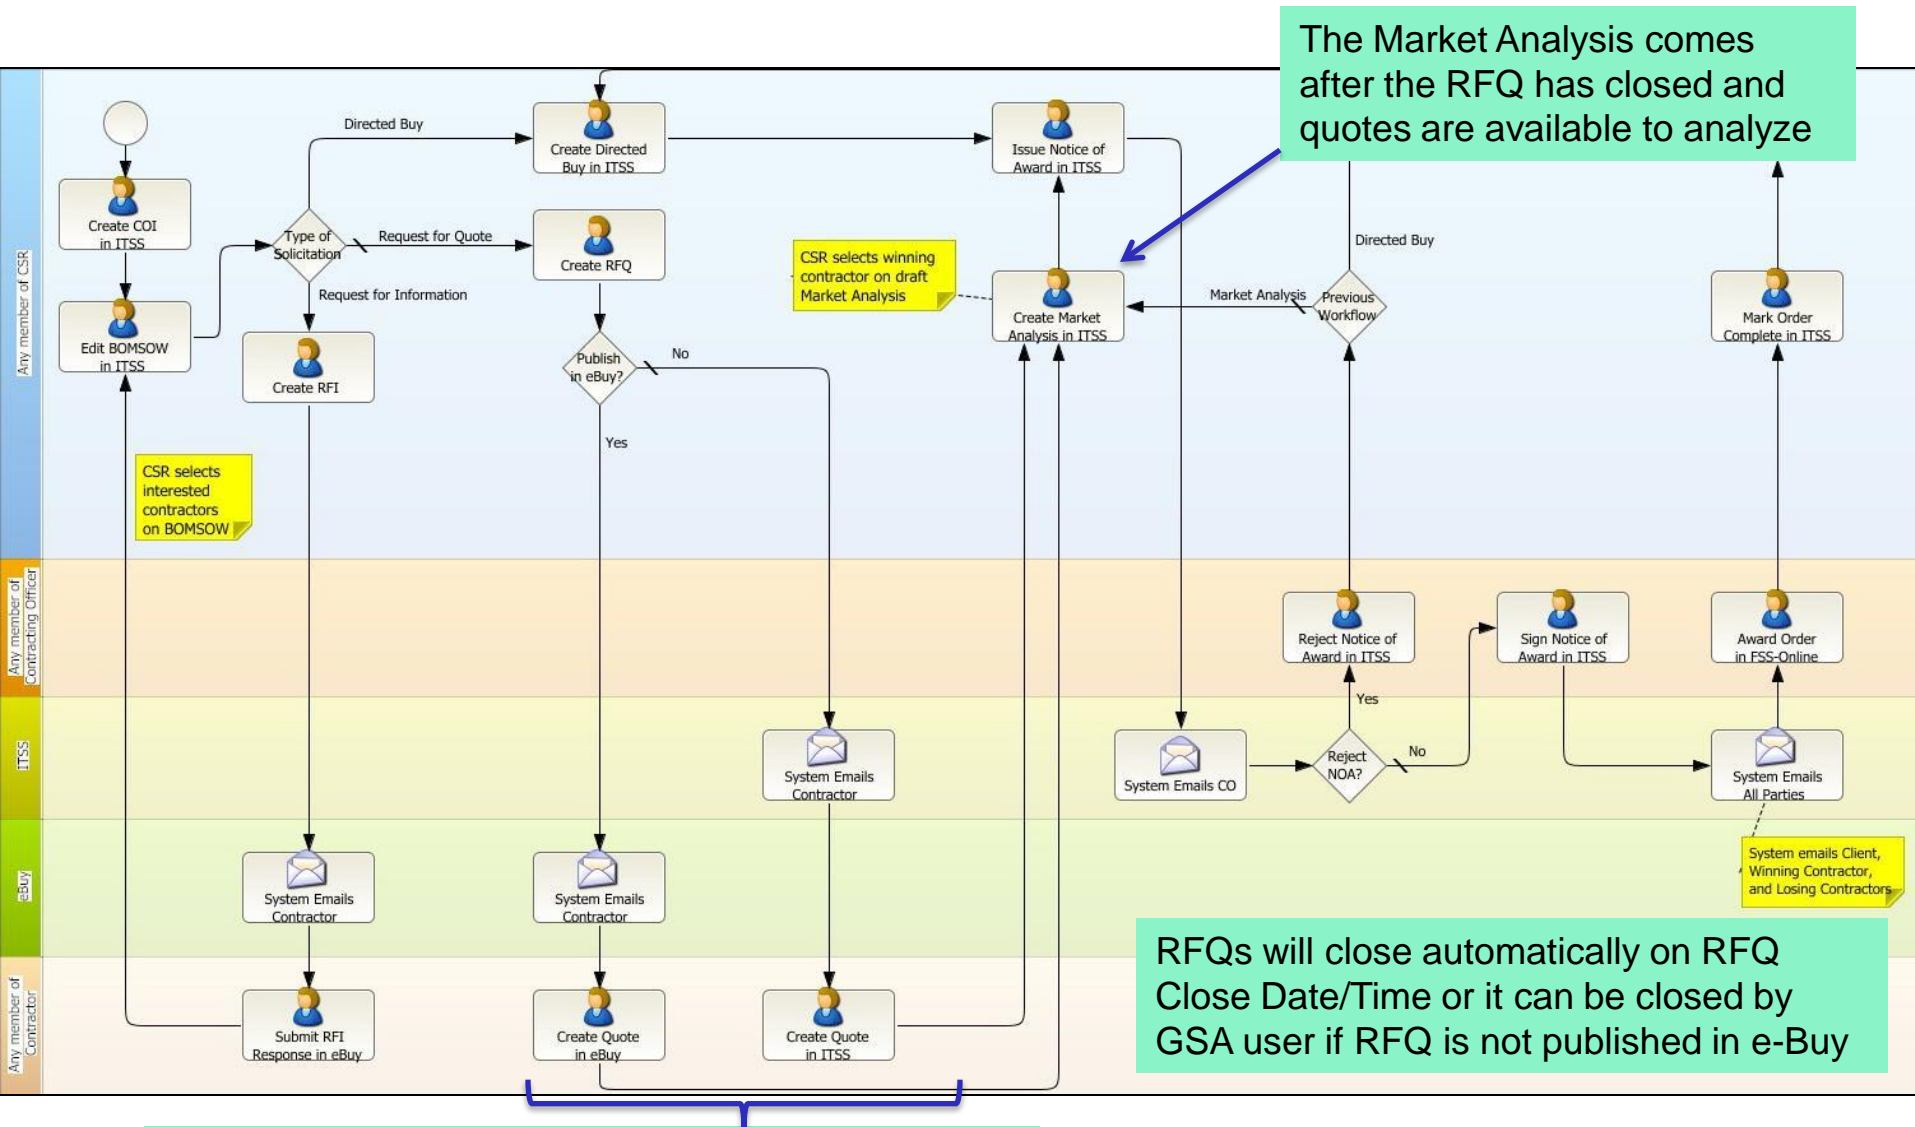 The Market Analysis comes
after the RFQ has closed and
quotes are available to analyze
Any member of CSR
Create COI
in ITSS
Edit BOMSOW
in ITSS
CSR selects
interested
contractors
on BOMSOW
Type of
Solicitation
Directed Buy
Request for Quote
Request for Information
Create RFI
Create Directed
Buy in ITSS
Create RFQ
Publish
in eBuy?
No
Yes
CSR selects winning
contractor on draft
Market Analysis
Issue Notice of
Award in ITSS
Create Market
Analysis in ITSS
Market Analysis
Previous
Workflow
Directed Buy
Mark Order
Complete in ITSS
Any member of
Contracting Officer
Reject Notice of
Award in ITSS
Sign Notice of
Award in ITSS
Award Order
in FSS-Online
ITSS
System Emails
Contractor
System Emails CO
Reject
NOA?
Yes
No
System Emails
All Parties
eBuy
System Emails
Contractor
System Emails
Contractor
System emails Client,
Winning Contractor,
and Losing Contractors
Any member of
Contractor
Submit RFI
Response in eBuy
Create Quote
in eBuy
Create Quote
in ITSS
RFQs will close automatically on RFQ
Close Date/Time or it can be closed by
GSA user if RFQ is not published in e-Buy